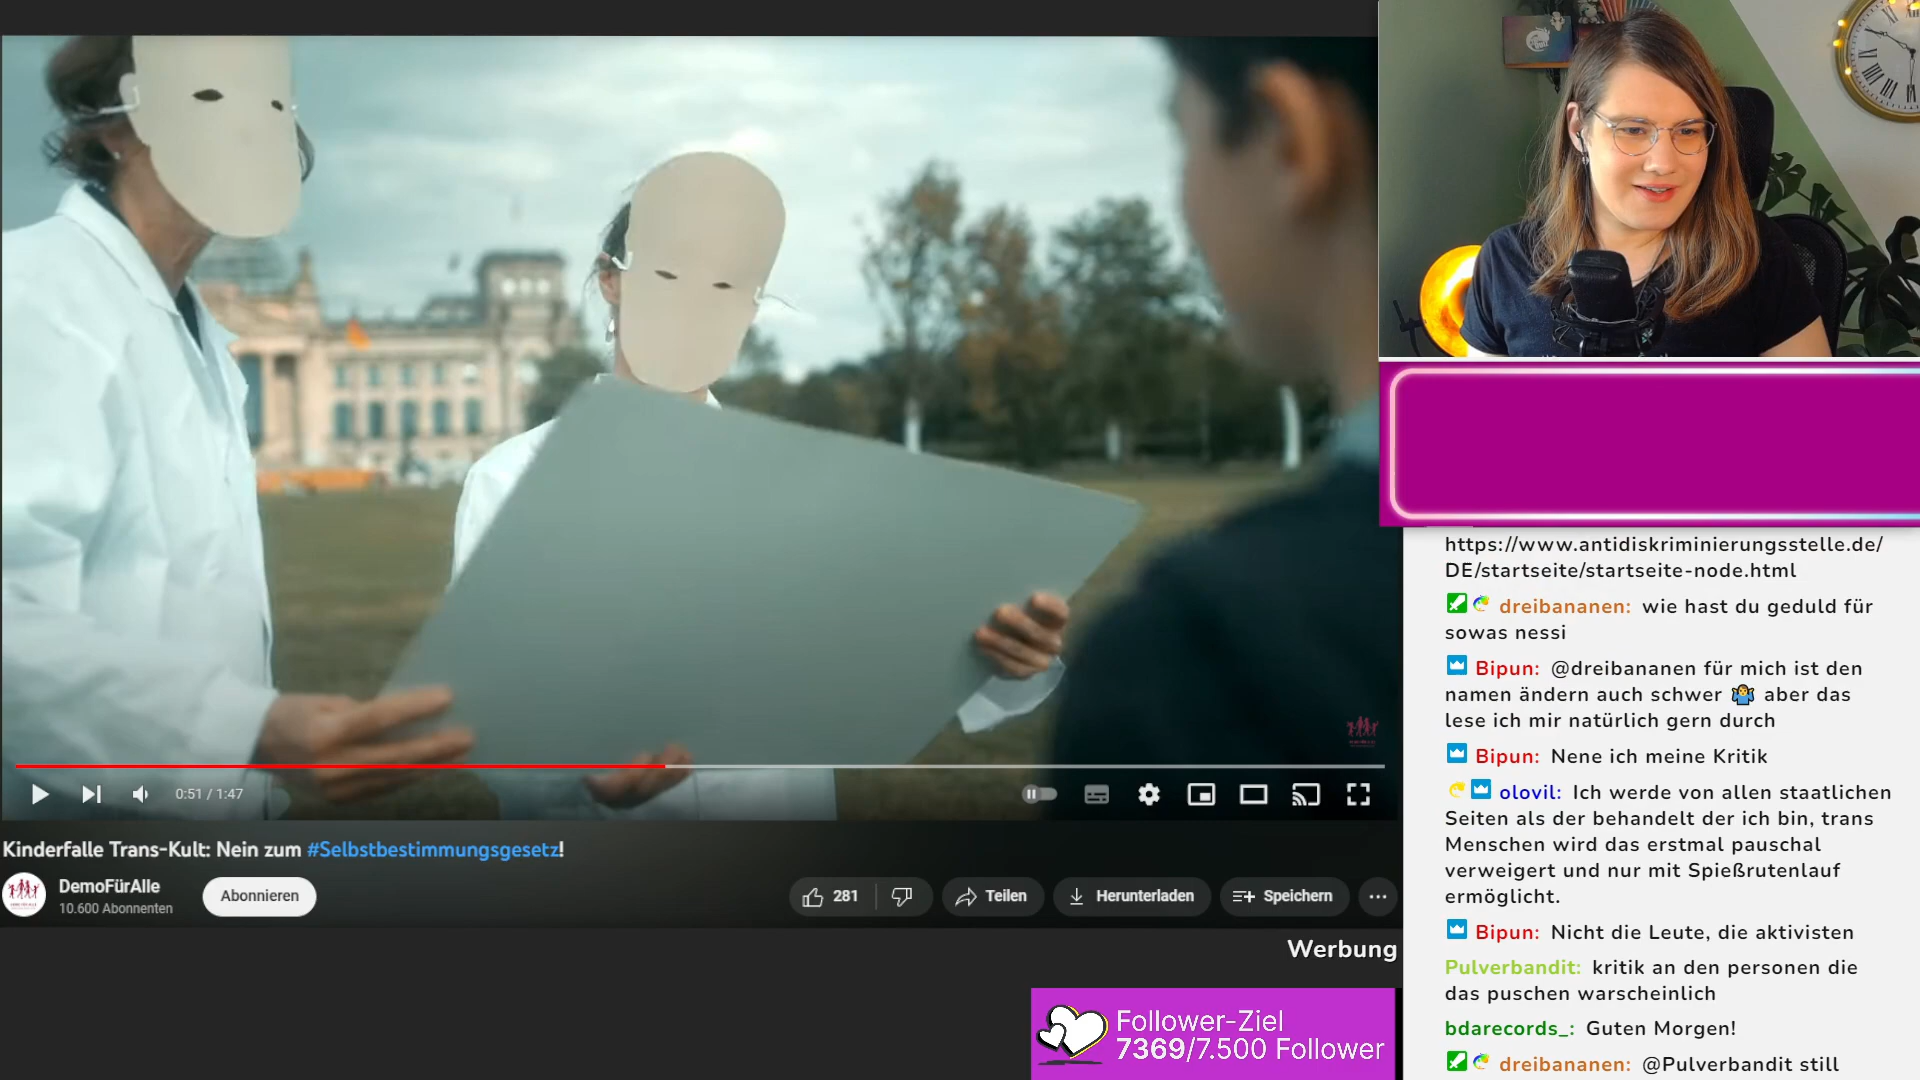 0:51 / 1:47
Kinderfalle Trans-Kult: Nein zum #Selbstbestimmungsgesetz!
DemoFürAlle
10.600 Abonnenten
Abonnieren
281
Teilen
Herunterladen
Speichern
Werbung
Follower-Ziel
7369/7.500 Follower
https://www.antidiskriminierungsstelle.de/
DE/startseite/startseite-node.html
dreibananen: wie hast du geduld für
sowas nessi
Bipun: @dreibananen für mich ist den
namen ändern auch schwer 🤷 aber das
lese ich mir natürlich gern durch
Bipun: Nene ich meine Kritik
olovil: Ich werde von allen staatlichen
Seiten als der behandelt der ich bin, trans
Menschen wird das erstmal pauschal
verweigert und nur mit Spießrutenlauf
ermöglicht.
Bipun: Nicht die Leute, die aktivisten
Pulverbandit: kritik an den personen die
das puschen warscheinlich
bdarecords_: Guten Morgen!
dreibananen: @Pulverbandit still